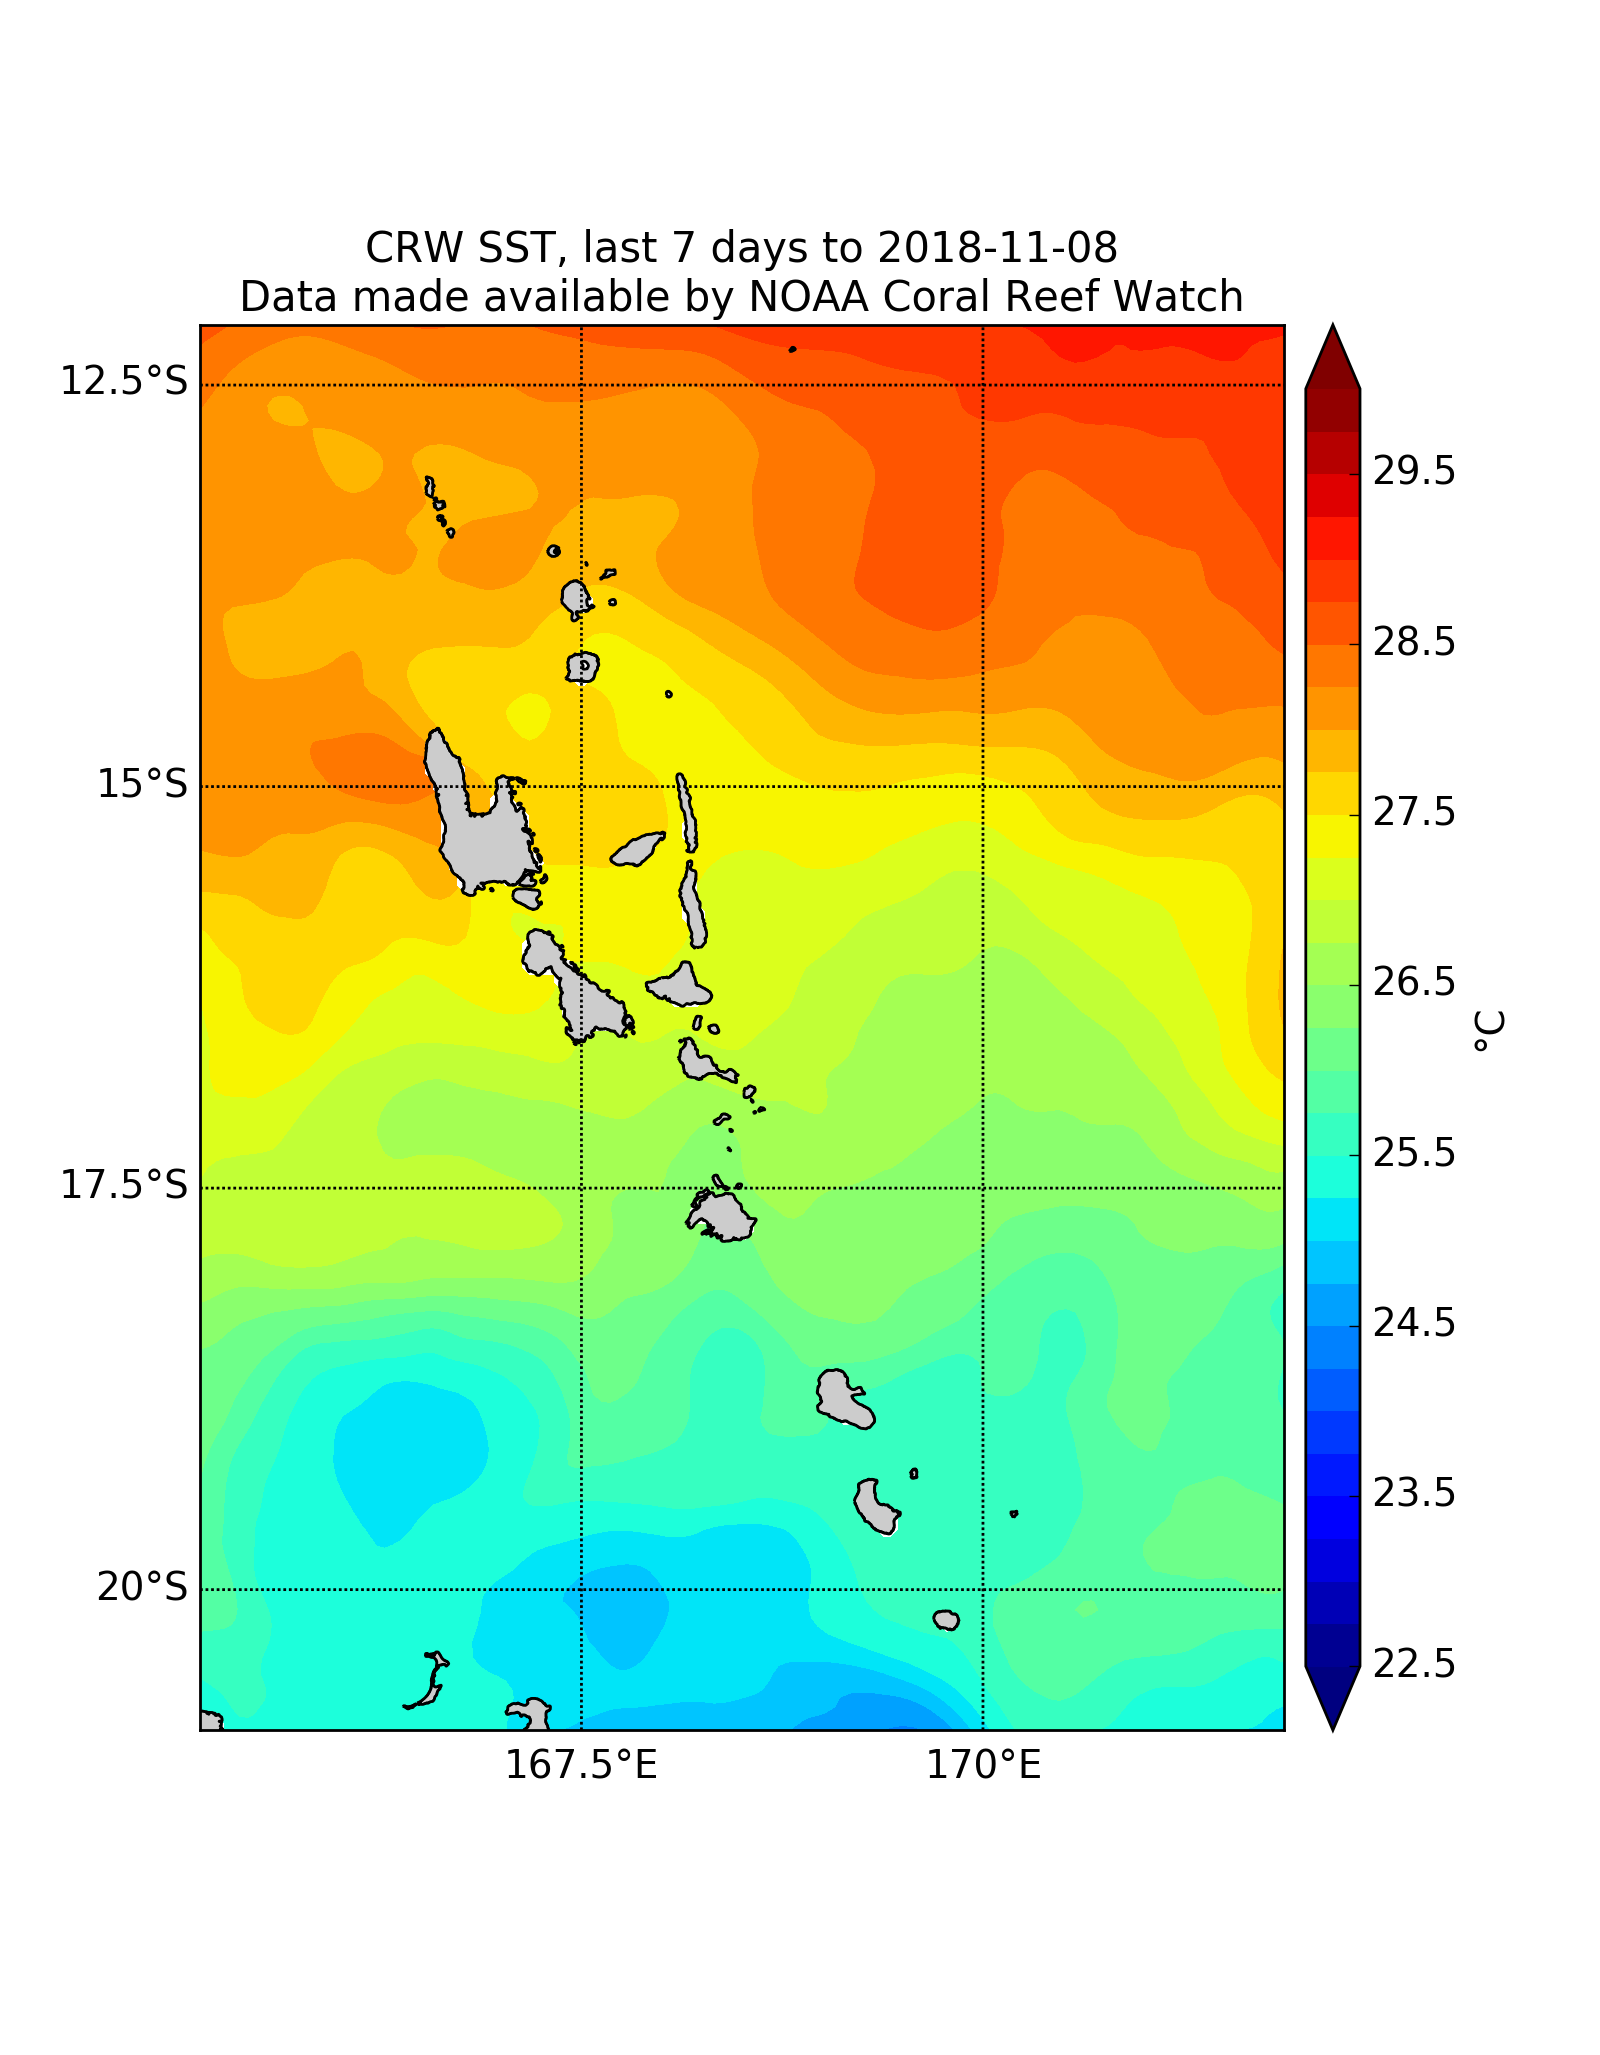 CRW SST, last 7 days to 2018-11-08
Data made available by NOAA Coral Reef Watch
12.5°S
15°S
17.5°S
20°S
167.5°E
170°E
29.5
28.5
27.5
26.5
25.5
24.5
23.5
22.5
°C